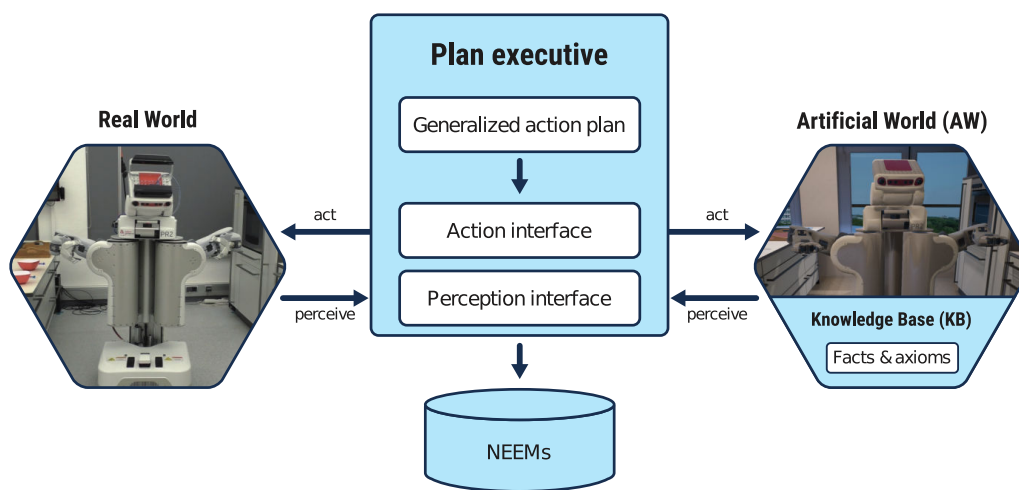 Plan executive
Generalized action plan
Real World
Artificial World (AW)
act
act
Action interface
PR2
Perception interface
perceive
perceive
Knowledge Base (KB)
Facts & axioms
NEEMs